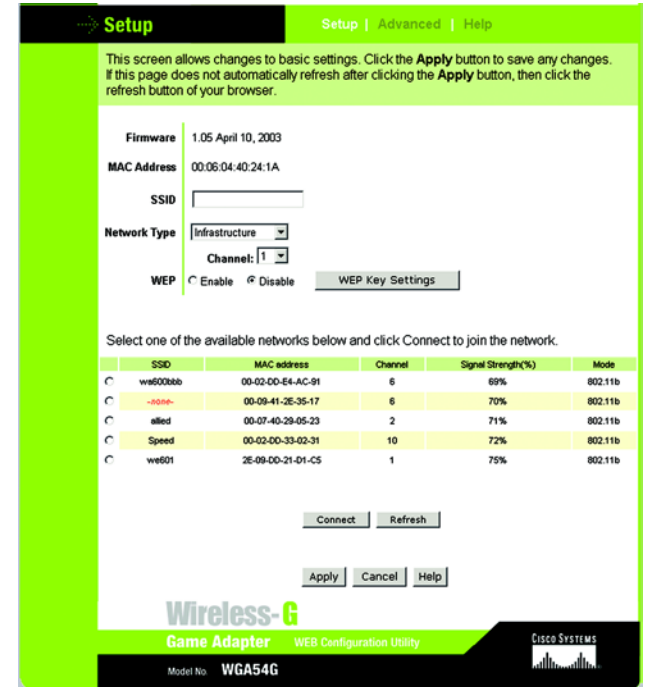 Setup
Setup | Advanced | Help
This screen allows changes to basic settings. Click the Apply button to save any changes.
If this page does not automatically refresh after clicking the Apply button, then click the
refresh button of your browser.
Firmware 1.05 April 10, 2003
MAC Address 00:06:04:40:24:1A
SSID
Network Type Infrastructure
Channel: 1
WEP Enable Disable WEP Key Settings
Select one of the available networks below and click Connect to join the network.
SSID MAC address Channel Signal Strength(%) Mode
wa600bbb 00-02-DD-E4-AC-91 6 69% 802.11b
-none- 00-09-41-2E-35-17 6 70% 802.11b
allied 00-07-40-29-05-23 2 71% 802.11b
Speed 00-02-DD-33-02-31 10 72% 802.11b
we601 2E-09-DD-21-D1-C5 1 75% 802.11b
Connect Refresh
Apply Cancel Help
Wireless-G
Game Adapter WEB Configuration Utility
CISCO SYSTEMS
Model No. WGA54G